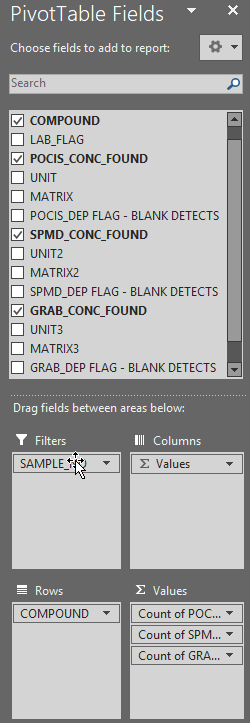 PivotTable Fields
Choose fields to add to report:
Search
COMPOUND
LAB_FLAG
POCIS_CONC_FOUND
UNIT
MATRIX
POCIS_DEP FLAG - BLANK DETECTS
SPMD_CONC_FOUND
UNIT2
MATRIX2
SPMD_DEP FLAG - BLANK DETECTS
GRAB_CONC_FOUND
UNIT3
MATRIX3
GRAB_DEP FLAG - BLANK DETECTS
Drag fields between areas below:
Filters
Columns
Σ Values
Rows
Σ Values
COMPOUND
Count of POC...
Count of SPM...
Count of GRA...